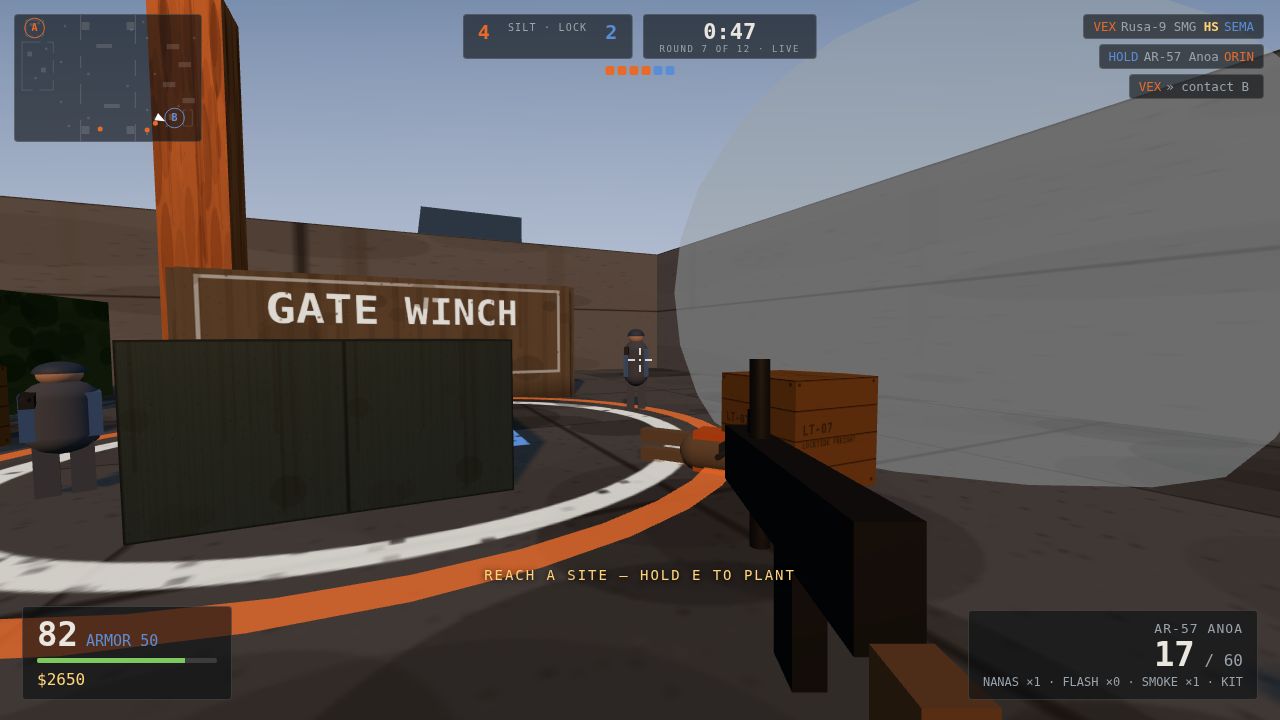 A
B
4 SILT · LOCK 2
0:47
ROUND 7 OF 12 · LIVE
VEX Rusa-9 SMG HS SEMA
HOLD AR-57 Anoa ORIN
VEX » contact B
GATE WINCH
LT-07
LOCKSIDE FREIGHT
REACH A SITE — HOLD E TO PLANT
82 ARMOR 50
$2650
AR-57 ANOA
17 / 60
NANAS ×1 · FLASH ×0 · SMOKE ×1 · KIT